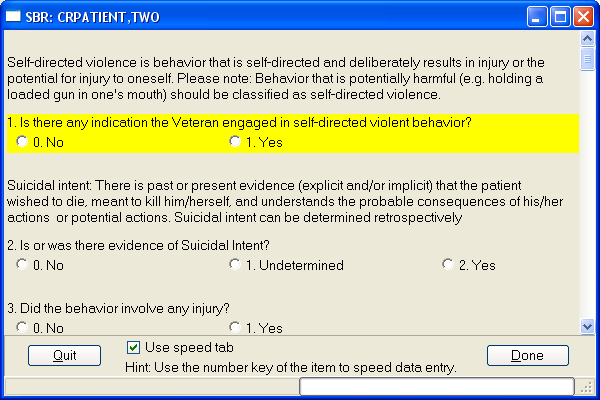 SBR: CRPATIENT,TWO
Self-directed violence is behavior that is self-directed and deliberately results in injury or the
potential for injury to oneself. Please note: Behavior that is potentially harmful (e.g. holding a
loaded gun in one's mouth) should be classified as self-directed violence.
1. Is there any indication the Veteran engaged in self-directed violent behavior?
0. No 1. Yes
Suicidal intent: There is past or present evidence (explicit and/or implicit) that the patient
wished to die, meant to kill him/herself, and understands the probable consequences of his/her
actions or potential actions. Suicidal intent can be determined retrospectively
2. Is or was there evidence of Suicidal Intent?
0. No 1. Undetermined 2. Yes
3. Did the behavior involve any injury?
0. No 1. Yes
Quit Use speed tab Done
Hint: Use the number key of the item to speed data entry.